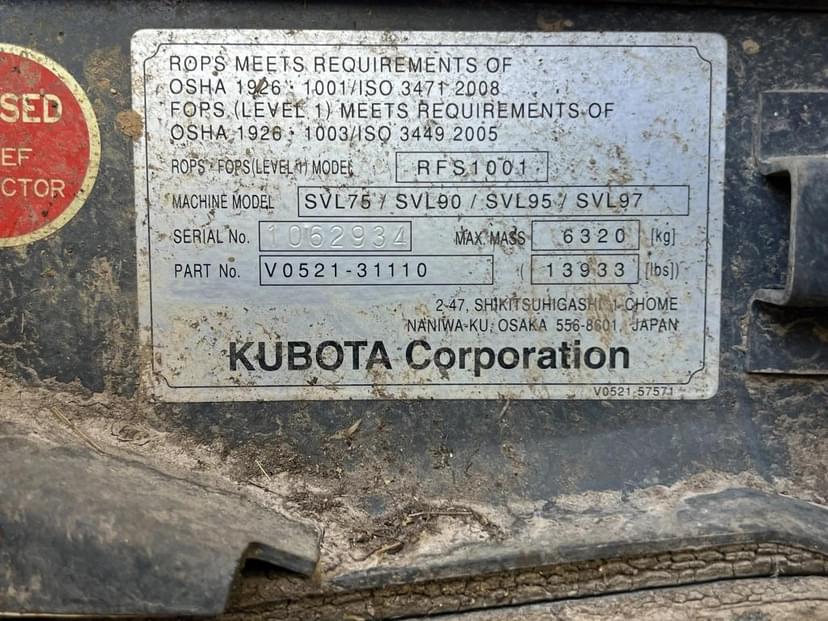 SED
EF
CTOR
ROPS MEETS REQUIREMENTS OF
OSHA 1926・1001/ISO 3471 2008
FOPS (LEVEL 1) MEETS REQUIREMENTS OF
OSHA 1926・1003/ISO 3449 2005
ROPS・FOPS(LEVEL 1) MODEL RFS1001
MACHINE MODEL SVL75 / SVL90 / SVL95 / SVL97
SERIAL No. 1062934 MAX. MASS 6320 [kg]
PART No. V0521-31110 ( 13933 [lbs])
2-47, SHIKITSUHIGASHI 1-CHOME
NANIWA-KU, OSAKA 556-8601, JAPAN
KUBOTA Corporation
V0521-57571